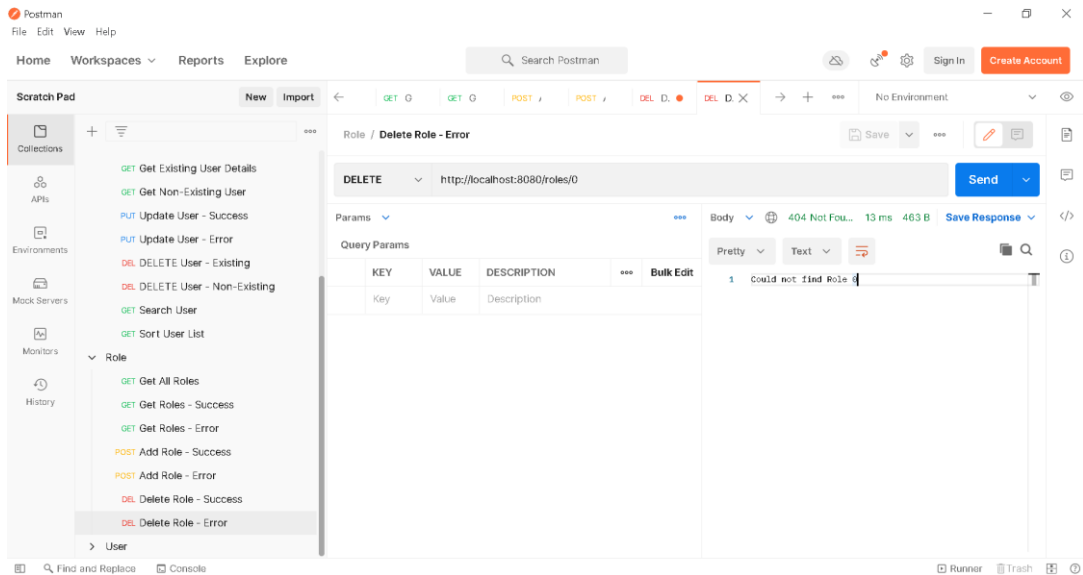 Postman
File Edit View Help
Home Workspaces Reports Explore Search Postman Sign In Create Account
Scratch Pad New Import GET G GET G POST POST DEL D. DEL D. No Environment
Collections
APIs
Environments
Mock Servers
Monitors
History
GET Get Existing User Details
GET Get Non-Existing User
PUT Update User - Success
PUT Update User - Error
DEL DELETE User - Existing
DEL DELETE User - Non-Existing
GET Search User
GET Sort User List
Role
GET Get All Roles
GET Get Roles - Success
GET Get Roles - Error
POST Add Role - Success
POST Add Role - Error
DEL Delete Role - Success
DEL Delete Role - Error
User
Role / Delete Role - Error Save
DELETE http://localhost:8080/roles/0 Send
Params
Query Params
KEY VALUE DESCRIPTION Bulk Edit
Key Value Description
Body 404 Not Fou... 13 ms 463 B Save Response
Pretty Text
1 Could not find Role 0
Find and Replace Console Runner Trash